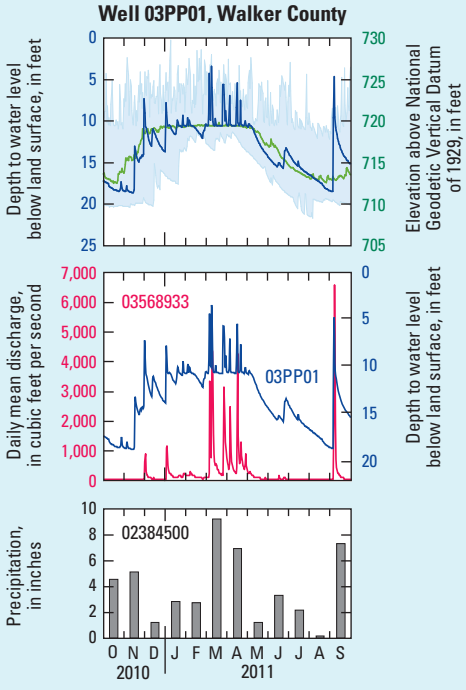 Well 03PP01, Walker County
Depth to water level
below land surface, in feet
0
5
10
15
20
25
730
725
720
715
710
705
Elevation above National
Geodetic Vertical Datum
of 1929, in feet
Daily mean discharge,
in cubic feet per second
7,000
6,000
5,000
4,000
3,000
2,000
1,000
0
03568933
03PP01
0
5
10
15
20
Depth to water level
below land surface, in feet
Precipitation,
in inches
10
8
6
4
2
0
02384500
O N D J F M A M J J A S
2010 2011